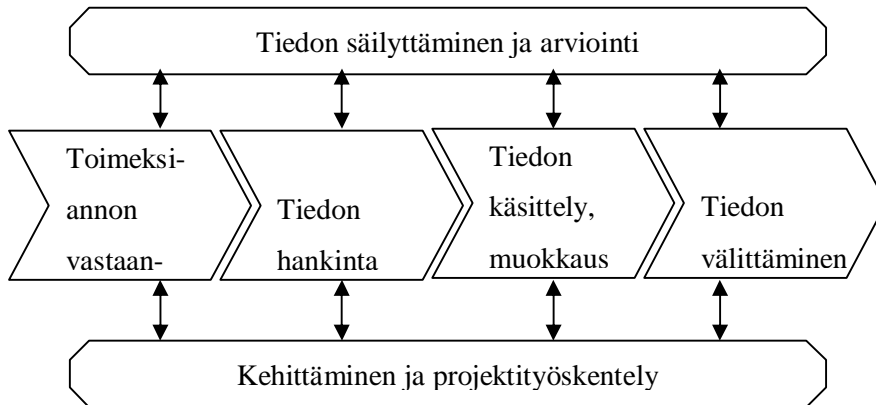 Tiedon säilyttäminen ja arviointi
Toimeksi-
annon
vastaan-
Tiedon
hankinta
Tiedon
käsittely,
muokkaus
Tiedon
välittäminen
Kehittäminen ja projektityöskentely